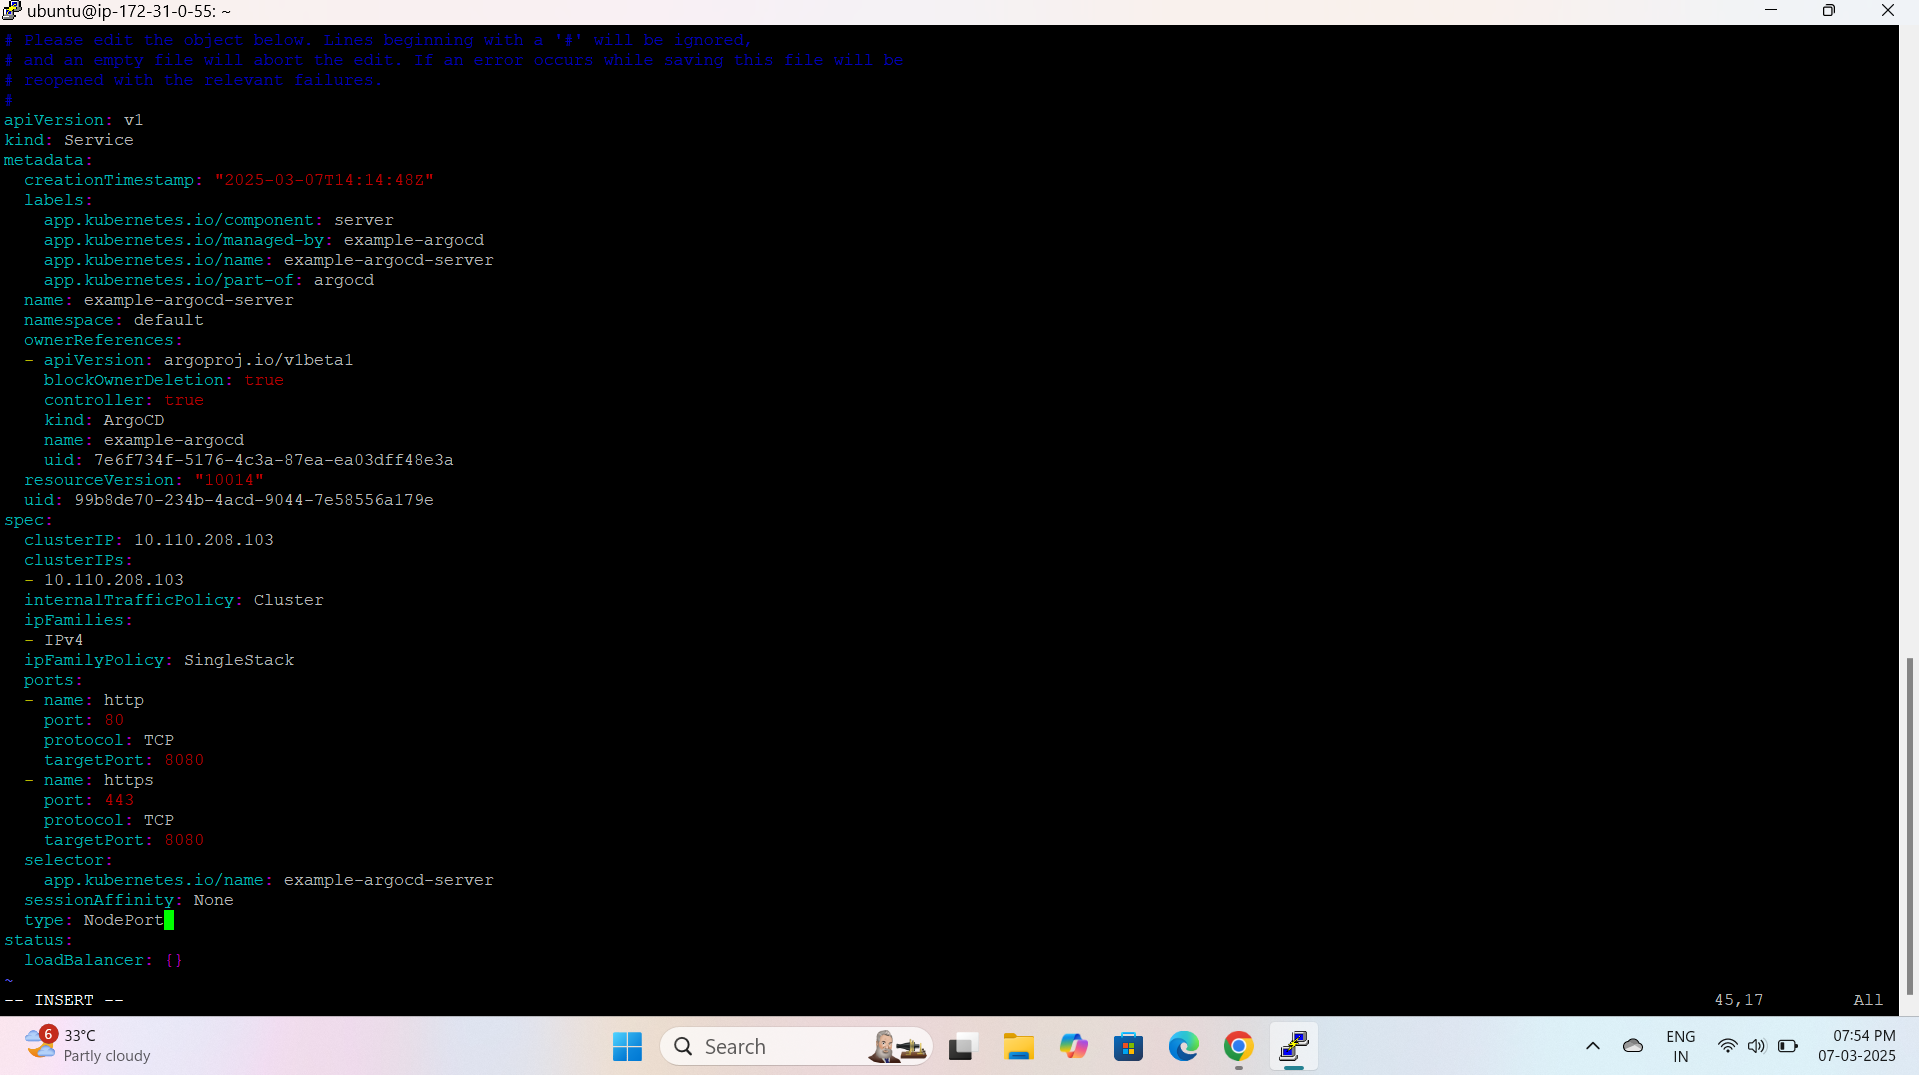 ubuntu@ip-172-31-0-55: ~
# Please edit the object below. Lines beginning with a '#' will be ignored,
# and an empty file will abort the edit. If an error occurs while saving this file will be
# reopened with the relevant failures.
#
apiVersion: v1
kind: Service
metadata:
  creationTimestamp: "2025-03-07T14:14:48Z"
  labels:
    app.kubernetes.io/component: server
    app.kubernetes.io/managed-by: example-argocd
    app.kubernetes.io/name: example-argocd-server
    app.kubernetes.io/part-of: argocd
  name: example-argocd-server
  namespace: default
  ownerReferences:
  - apiVersion: argoproj.io/v1beta1
    blockOwnerDeletion: true
    controller: true
    kind: ArgoCD
    name: example-argocd
    uid: 7e6f734f-5176-4c3a-87ea-ea03dff48e3a
  resourceVersion: "10014"
  uid: 99b8de70-234b-4acd-9044-7e58556a179e
spec:
  clusterIP: 10.110.208.103
  clusterIPs:
  - 10.110.208.103
  internalTrafficPolicy: Cluster
  ipFamilies:
  - IPv4
  ipFamilyPolicy: SingleStack
  ports:
  - name: http
    port: 80
    protocol: TCP
    targetPort: 8080
  - name: https
    port: 443
    protocol: TCP
    targetPort: 8080
  selector:
    app.kubernetes.io/name: example-argocd-server
  sessionAffinity: None
  type: NodePort
status:
  loadBalancer: {}
~
-- INSERT -- 45,17 All
6
33°C
Partly cloudy
Search
ENG
IN
07:54 PM
07-03-2025